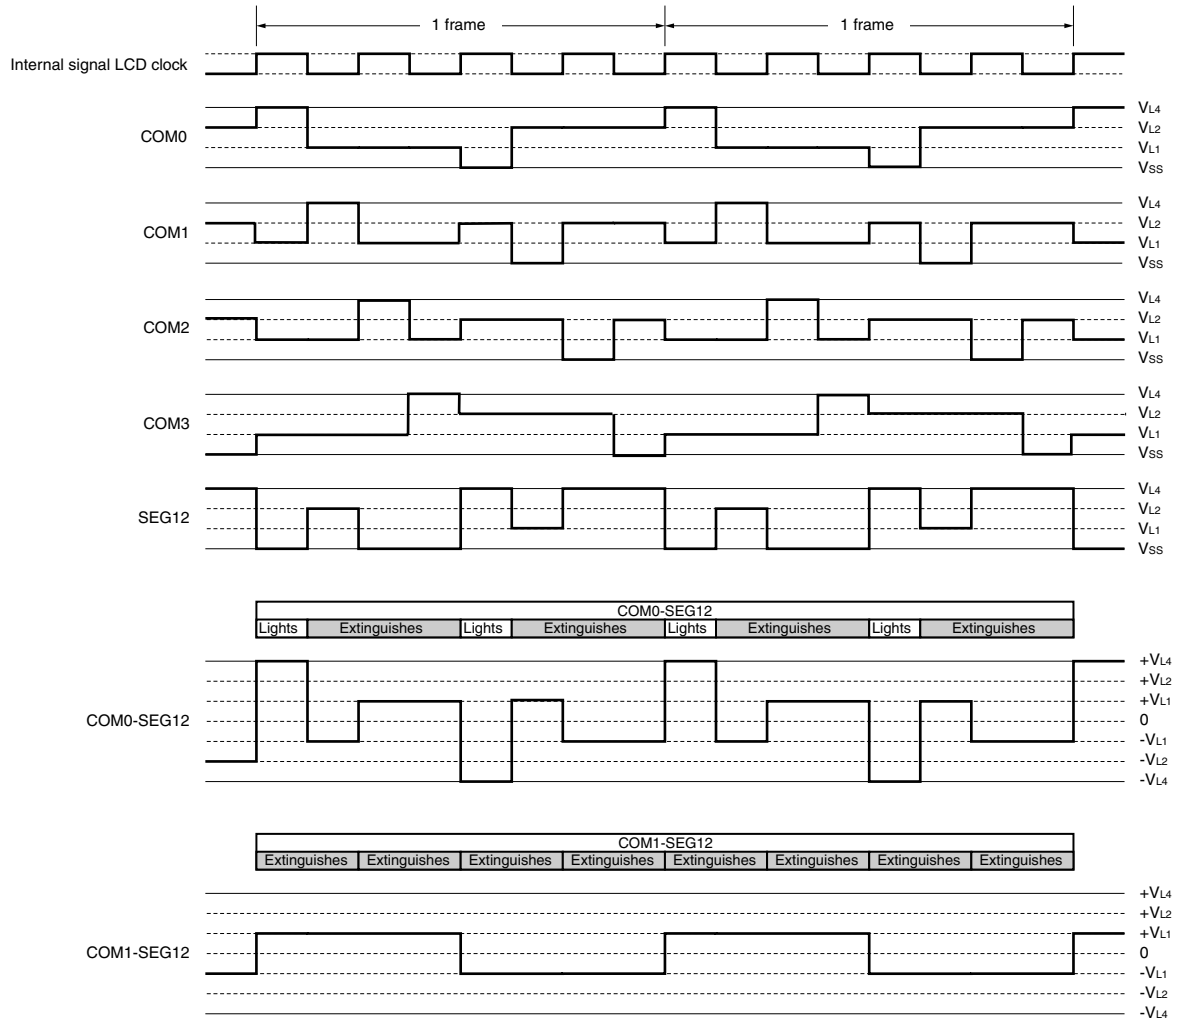 1 frame 1 frame
Internal signal LCD clock
COM0
VL4
VL2
VL1
VSS
COM1
VL4
VL2
VL1
VSS
COM2
VL4
VL2
VL1
VSS
COM3
VL4
VL2
VL1
VSS
SEG12
VL4
VL2
VL1
VSS
COM0-SEG12
Lights Extinguishes Lights Extinguishes Lights Extinguishes Lights Extinguishes
COM0-SEG12
+VL4
+VL2
+VL1
0
-VL1
-VL2
-VL4
COM1-SEG12
Extinguishes Extinguishes Extinguishes Extinguishes Extinguishes Extinguishes Extinguishes Extinguishes
COM1-SEG12
+VL4
+VL2
+VL1
0
-VL1
-VL2
-VL4